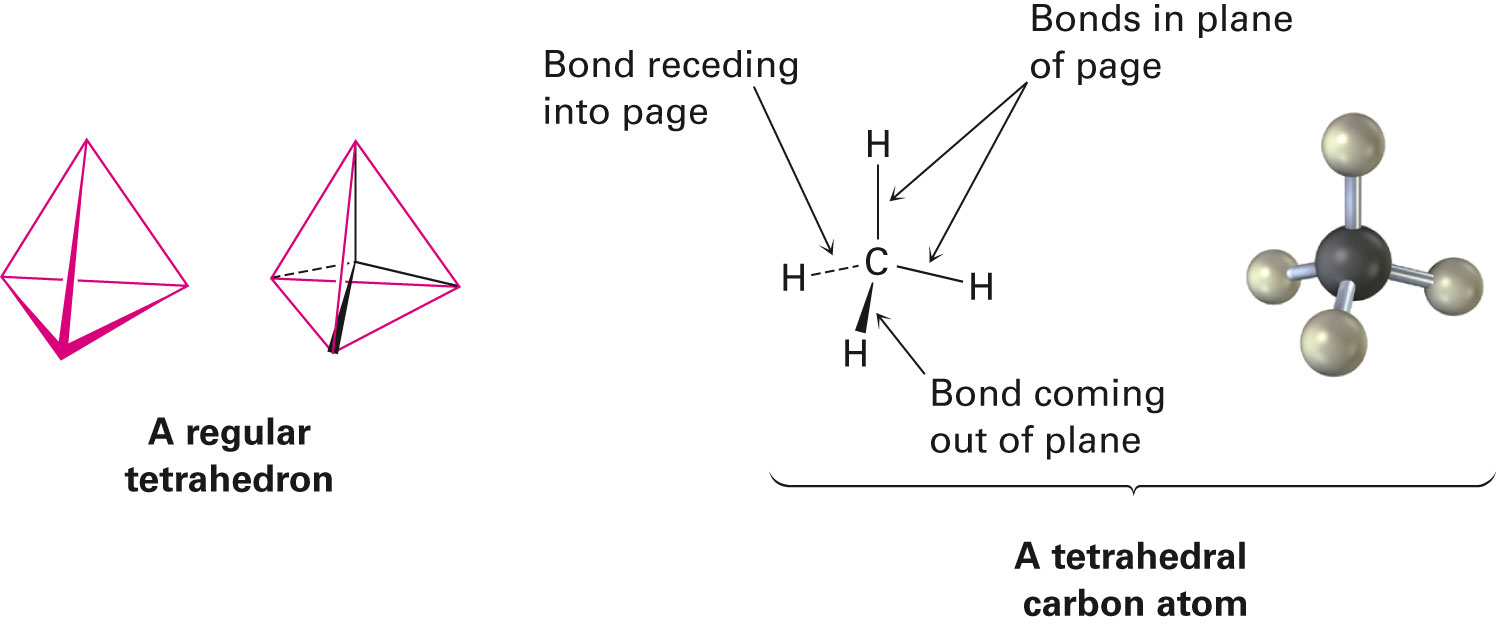 Bonds in plane
of page
Bond receding
into page
H
C
H
H
H
Bond coming
out of plane
A regular
tetrahedron
A tetrahedral
carbon atom